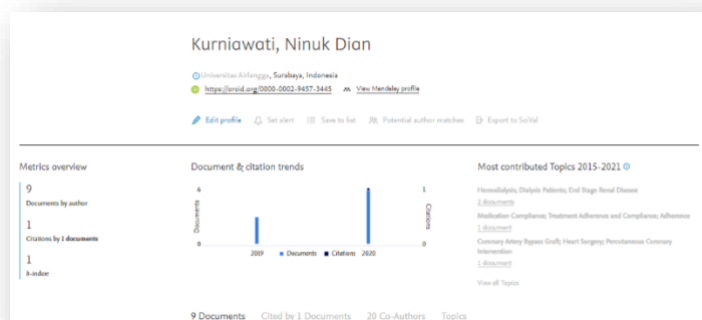 Kurniawati, Ninuk Dian
Universitas Airlangga, Surabaya, Indonesia
https://orcid.org/0000-0002-9457-3445 View Mendeley profile
Edit profile Set alert Save to list Potential author matches Export to SciVal
Metrics overview
9
Documents by author
1
Citations by 1 documents
1
h-index
Document & citation trends
6
0
Documents
1
0
Citations
2019 Documents Citations 2020
Most contributed Topics 2015-2021
Hemodialysis; Dialysis Patients; End Stage Renal Disease
2 documents
Medication Compliance; Treatment Adherence and Compliance; Adherence
1 document
Coronary Artery Bypass Graft; Heart Surgery; Percutaneous Coronary
Intervention
1 document
View all Topics
9 Documents Cited by 1 Documents 20 Co-Authors Topics